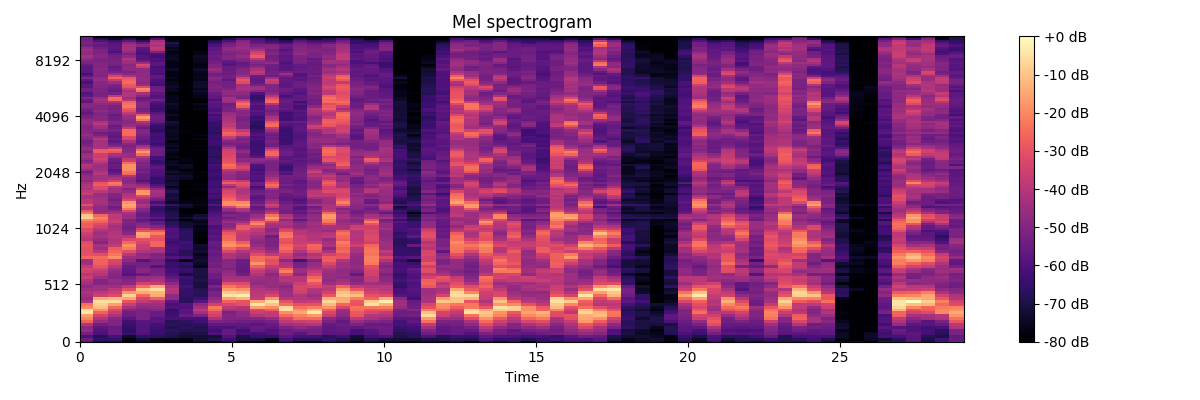 Mel spectrogram
Hz
8192
4096
2048
1024
512
0
0 5 10 15 20 25
Time
+0 dB
-10 dB
-20 dB
-30 dB
-40 dB
-50 dB
-60 dB
-70 dB
-80 dB